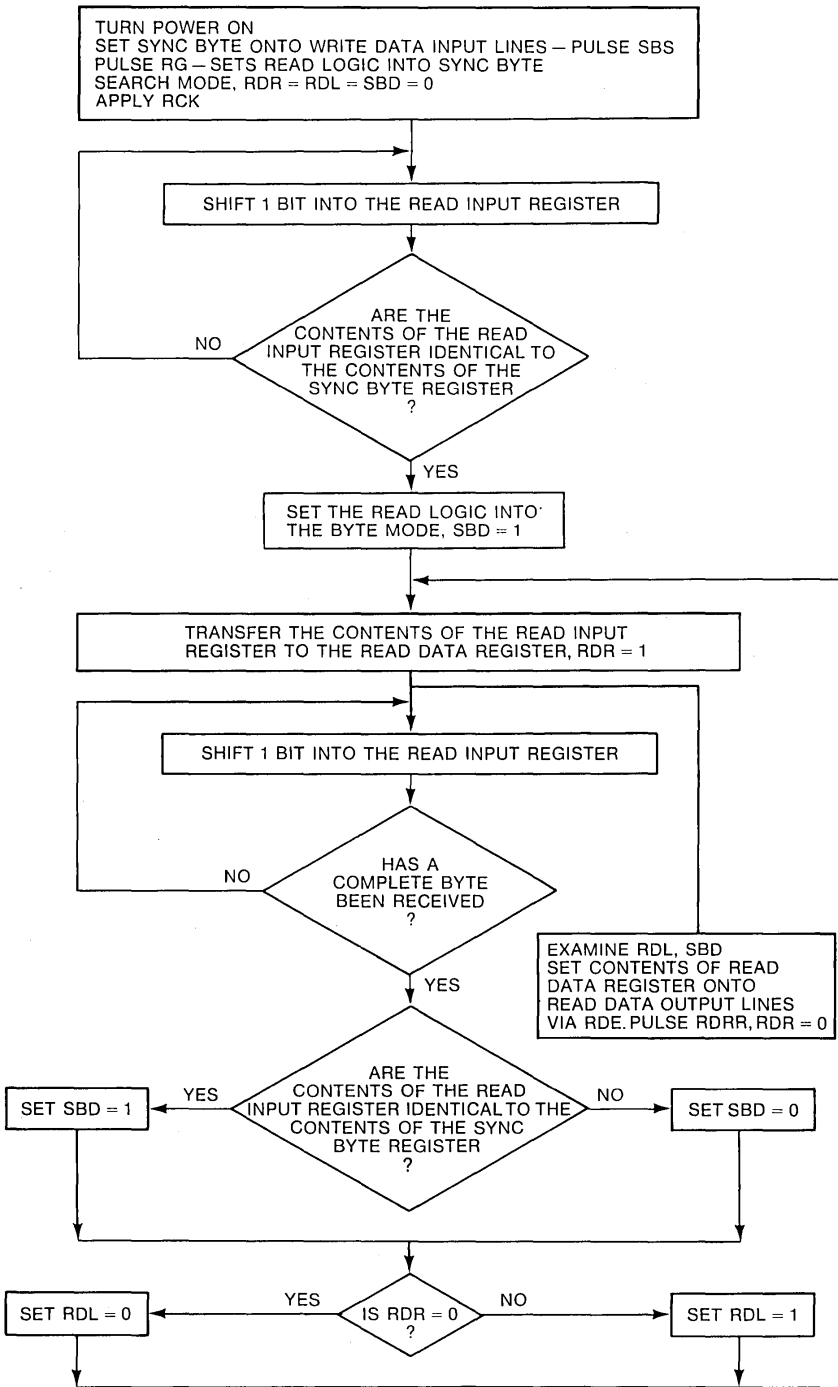 TURN POWER ON
SET SYNC BYTE ONTO WRITE DATA INPUT LINES – PULSE SBS
PULSE RG – SETS READ LOGIC INTO SYNC BYTE
SEARCH MODE, RDR = RDL = SBD = 0
APPLY RCK
SHIFT 1 BIT INTO THE READ INPUT REGISTER
ARE THE
CONTENTS OF THE READ
INPUT REGISTER IDENTICAL TO
THE CONTENTS OF THE
SYNC BYTE REGISTER
?
NO
YES
SET THE READ LOGIC INTO
THE BYTE MODE, SBD = 1
TRANSFER THE CONTENTS OF THE READ INPUT
REGISTER TO THE READ DATA REGISTER, RDR = 1
SHIFT 1 BIT INTO THE READ INPUT REGISTER
HAS A
COMPLETE BYTE
BEEN RECEIVED
?
NO
YES
EXAMINE RDL, SBD
SET CONTENTS OF READ
DATA REGISTER ONTO
READ DATA OUTPUT LINES
VIA RDE. PULSE RDRR, RDR = 0
ARE THE
CONTENTS OF THE READ
INPUT REGISTER IDENTICAL TO THE
CONTENTS OF THE SYNC
BYTE REGISTER
?
YES
NO
SET SBD = 1
SET SBD = 0
IS RDR = 0
?
YES
NO
SET RDL = 0
SET RDL = 1